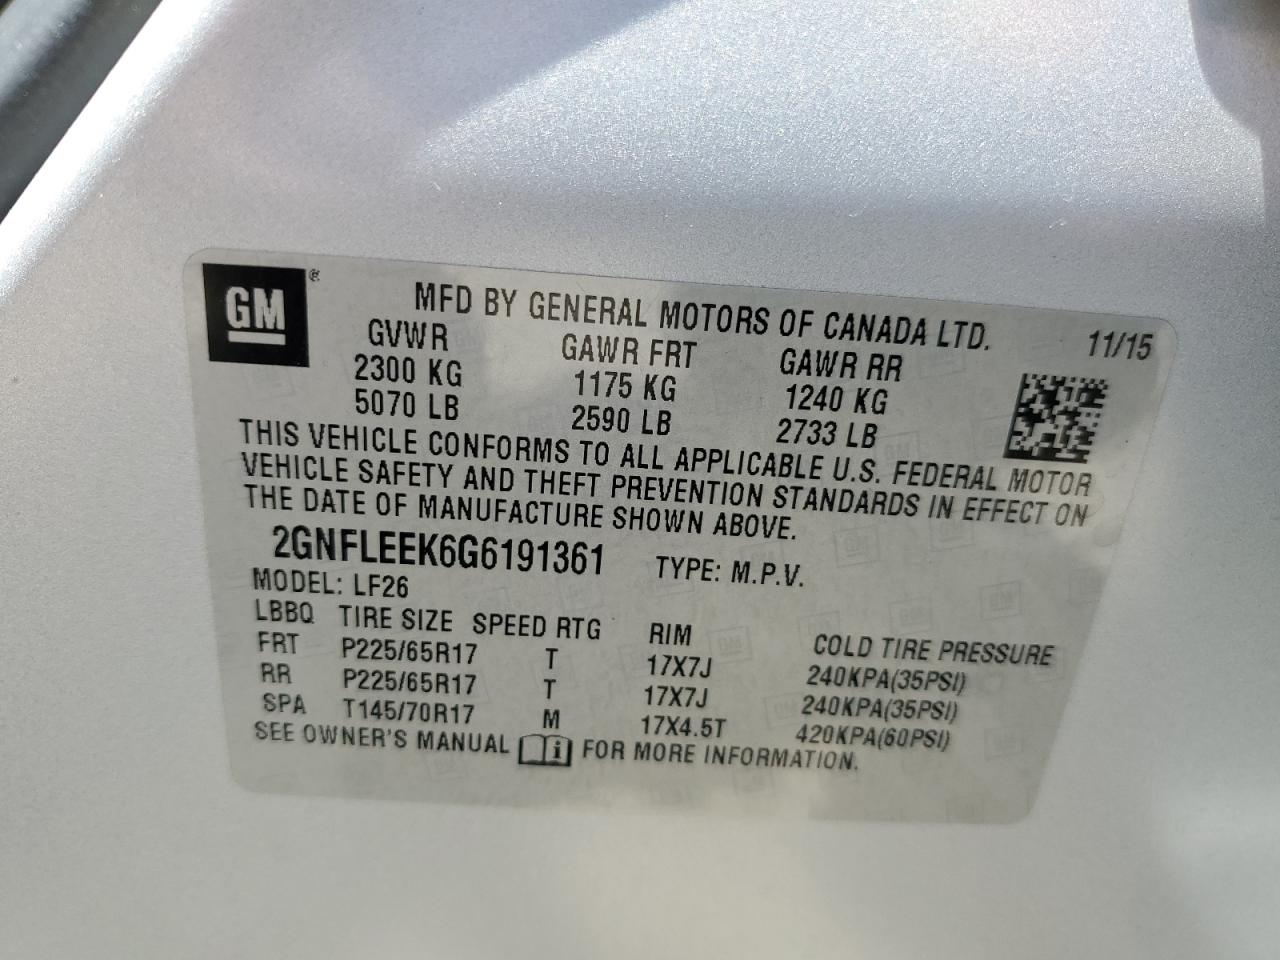 GM®
MFD BY GENERAL MOTORS OF CANADA LTD. 11/15
GVWR GAWR FRT GAWR RR
2300 KG 1175 KG 1240 KG
5070 LB 2590 LB 2733 LB
THIS VEHICLE CONFORMS TO ALL APPLICABLE U.S. FEDERAL MOTOR
VEHICLE SAFETY AND THEFT PREVENTION STANDARDS IN EFFECT ON
THE DATE OF MANUFACTURE SHOWN ABOVE.
2GNFLEEK6G6191361 TYPE: M.P.V.
MODEL: LF26
LBBQ TIRE SIZE SPEED RTG RIM COLD TIRE PRESSURE
FRT P225/65R17 T 17X7J 240KPA(35PSI)
RR P225/65R17 T 17X7J 240KPA(35PSI)
SPA T145/70R17 M 17X4.5T 420KPA(60PSI)
SEE OWNER'S MANUAL i FOR MORE INFORMATION.